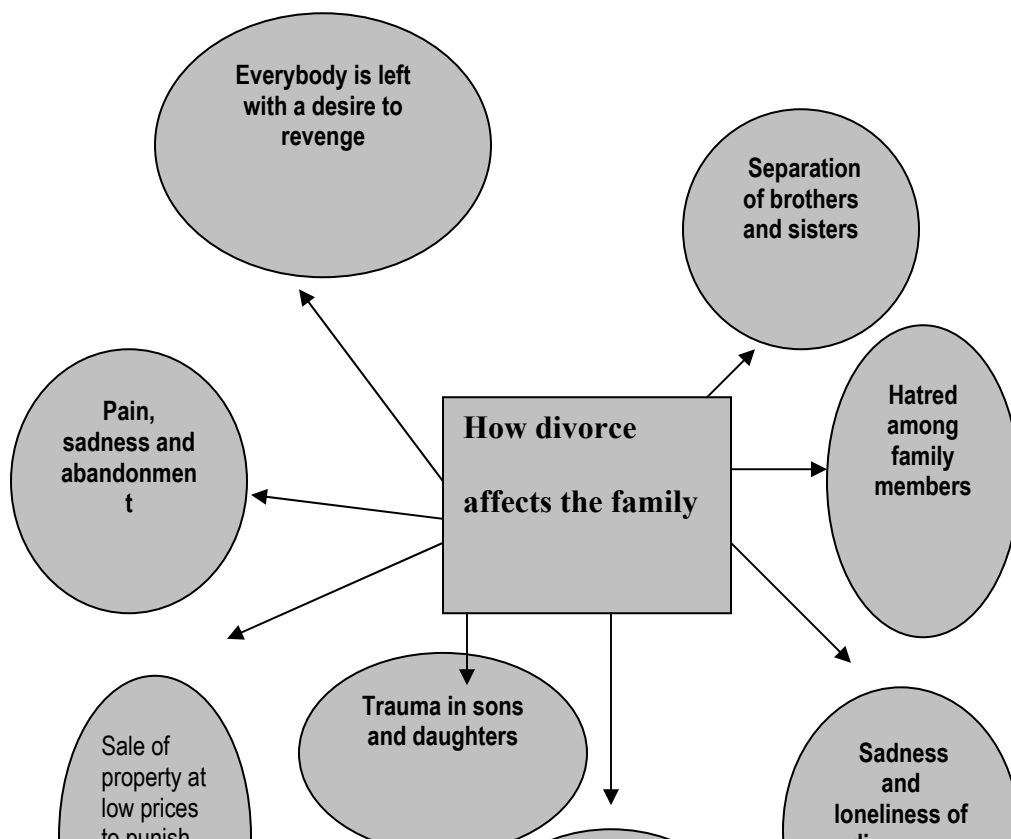 Everybody is left
with a desire to
revenge
Separation
of brothers
and sisters
Pain,
sadness and
abandonmen
t
How divorce
affects the family
Hatred
among
family
members
Trauma in sons
and daughters
Sale of
property at
low prices
to punish
Sadness
and
loneliness of